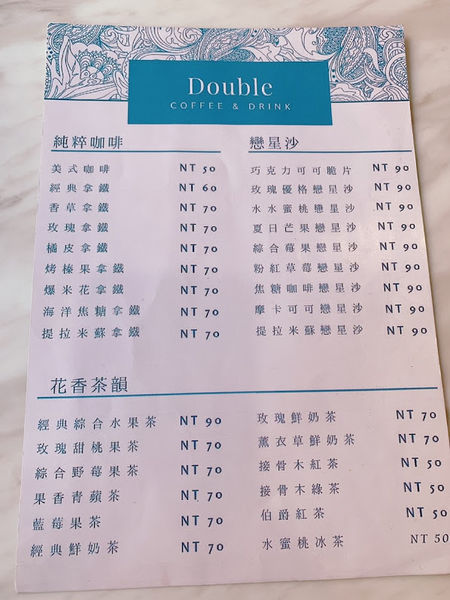 Double
COFFEE & DRINK
純粹咖啡
美式咖啡 NT 50
經典拿鐵 NT 60
香草拿鐵 NT 70
玫瑰拿鐵 NT 70
橘皮拿鐵 NT 70
烤榛果拿鐵 NT 70
爆米花拿鐵 NT 70
海洋焦糖拿鐵 NT 70
提拉米蘇拿鐵 NT 70
戀星沙
巧克力可可脆片 NT 90
玫瑰優格戀星沙 NT 90
水水蜜桃戀星沙 NT 90
夏日芒果戀星沙 NT 90
綜合莓果戀星沙 NT 90
粉紅草莓戀星沙 NT 90
焦糖咖啡戀星沙 NT 90
摩卡可可戀星沙 NT 90
提拉米蘇戀星沙 NT 90
花香茶韻
經典綜合水果茶 NT 90
玫瑰甜桃果茶 NT 70
綜合野莓果茶 NT 70
果香青蘋茶 NT 70
藍莓果茶 NT 70
經典鮮奶茶 NT 70
玫瑰鮮奶茶 NT 70
薰衣草鮮奶茶 NT 70
接骨木紅茶 NT 50
接骨木綠茶 NT 50
伯爵紅茶 NT 50
水蜜桃冰茶 NT 50